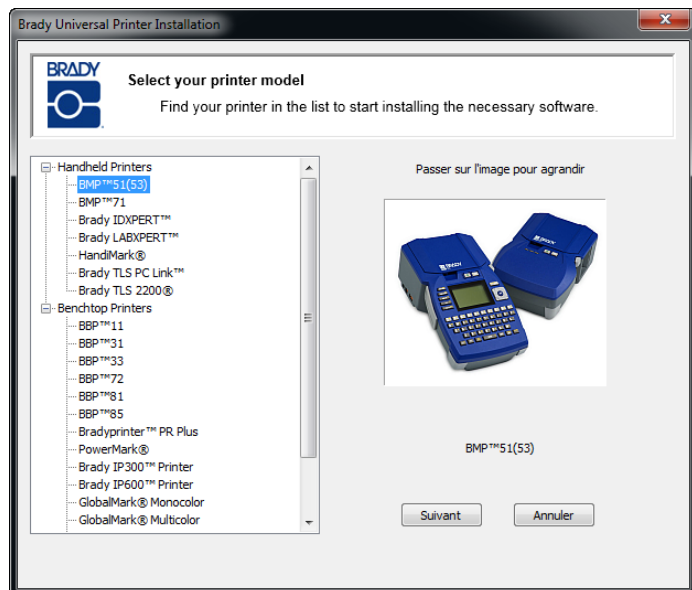 Brady Universal Printer Installation
BRADY
Select your printer model
Find your printer in the list to start installing the necessary software.
Handheld Printers
BMP™51(53)
BMP™71
Brady IDXPERT™
Brady LABXPERT™
HandiMark®
Brady TLS PC Link™
Brady TLS 2200®
Benchtop Printers
BBP™11
BBP™31
BBP™33
BBP™72
BBP™81
BBP™85
Bradyprinter™ PR Plus
PowerMark®
Brady IP300™ Printer
Brady IP600™ Printer
GlobalMark® Monocolor
GlobalMark® Multicolor
Passer sur l'image pour agrandir
BMP™51(53)
Suivant
Annuler